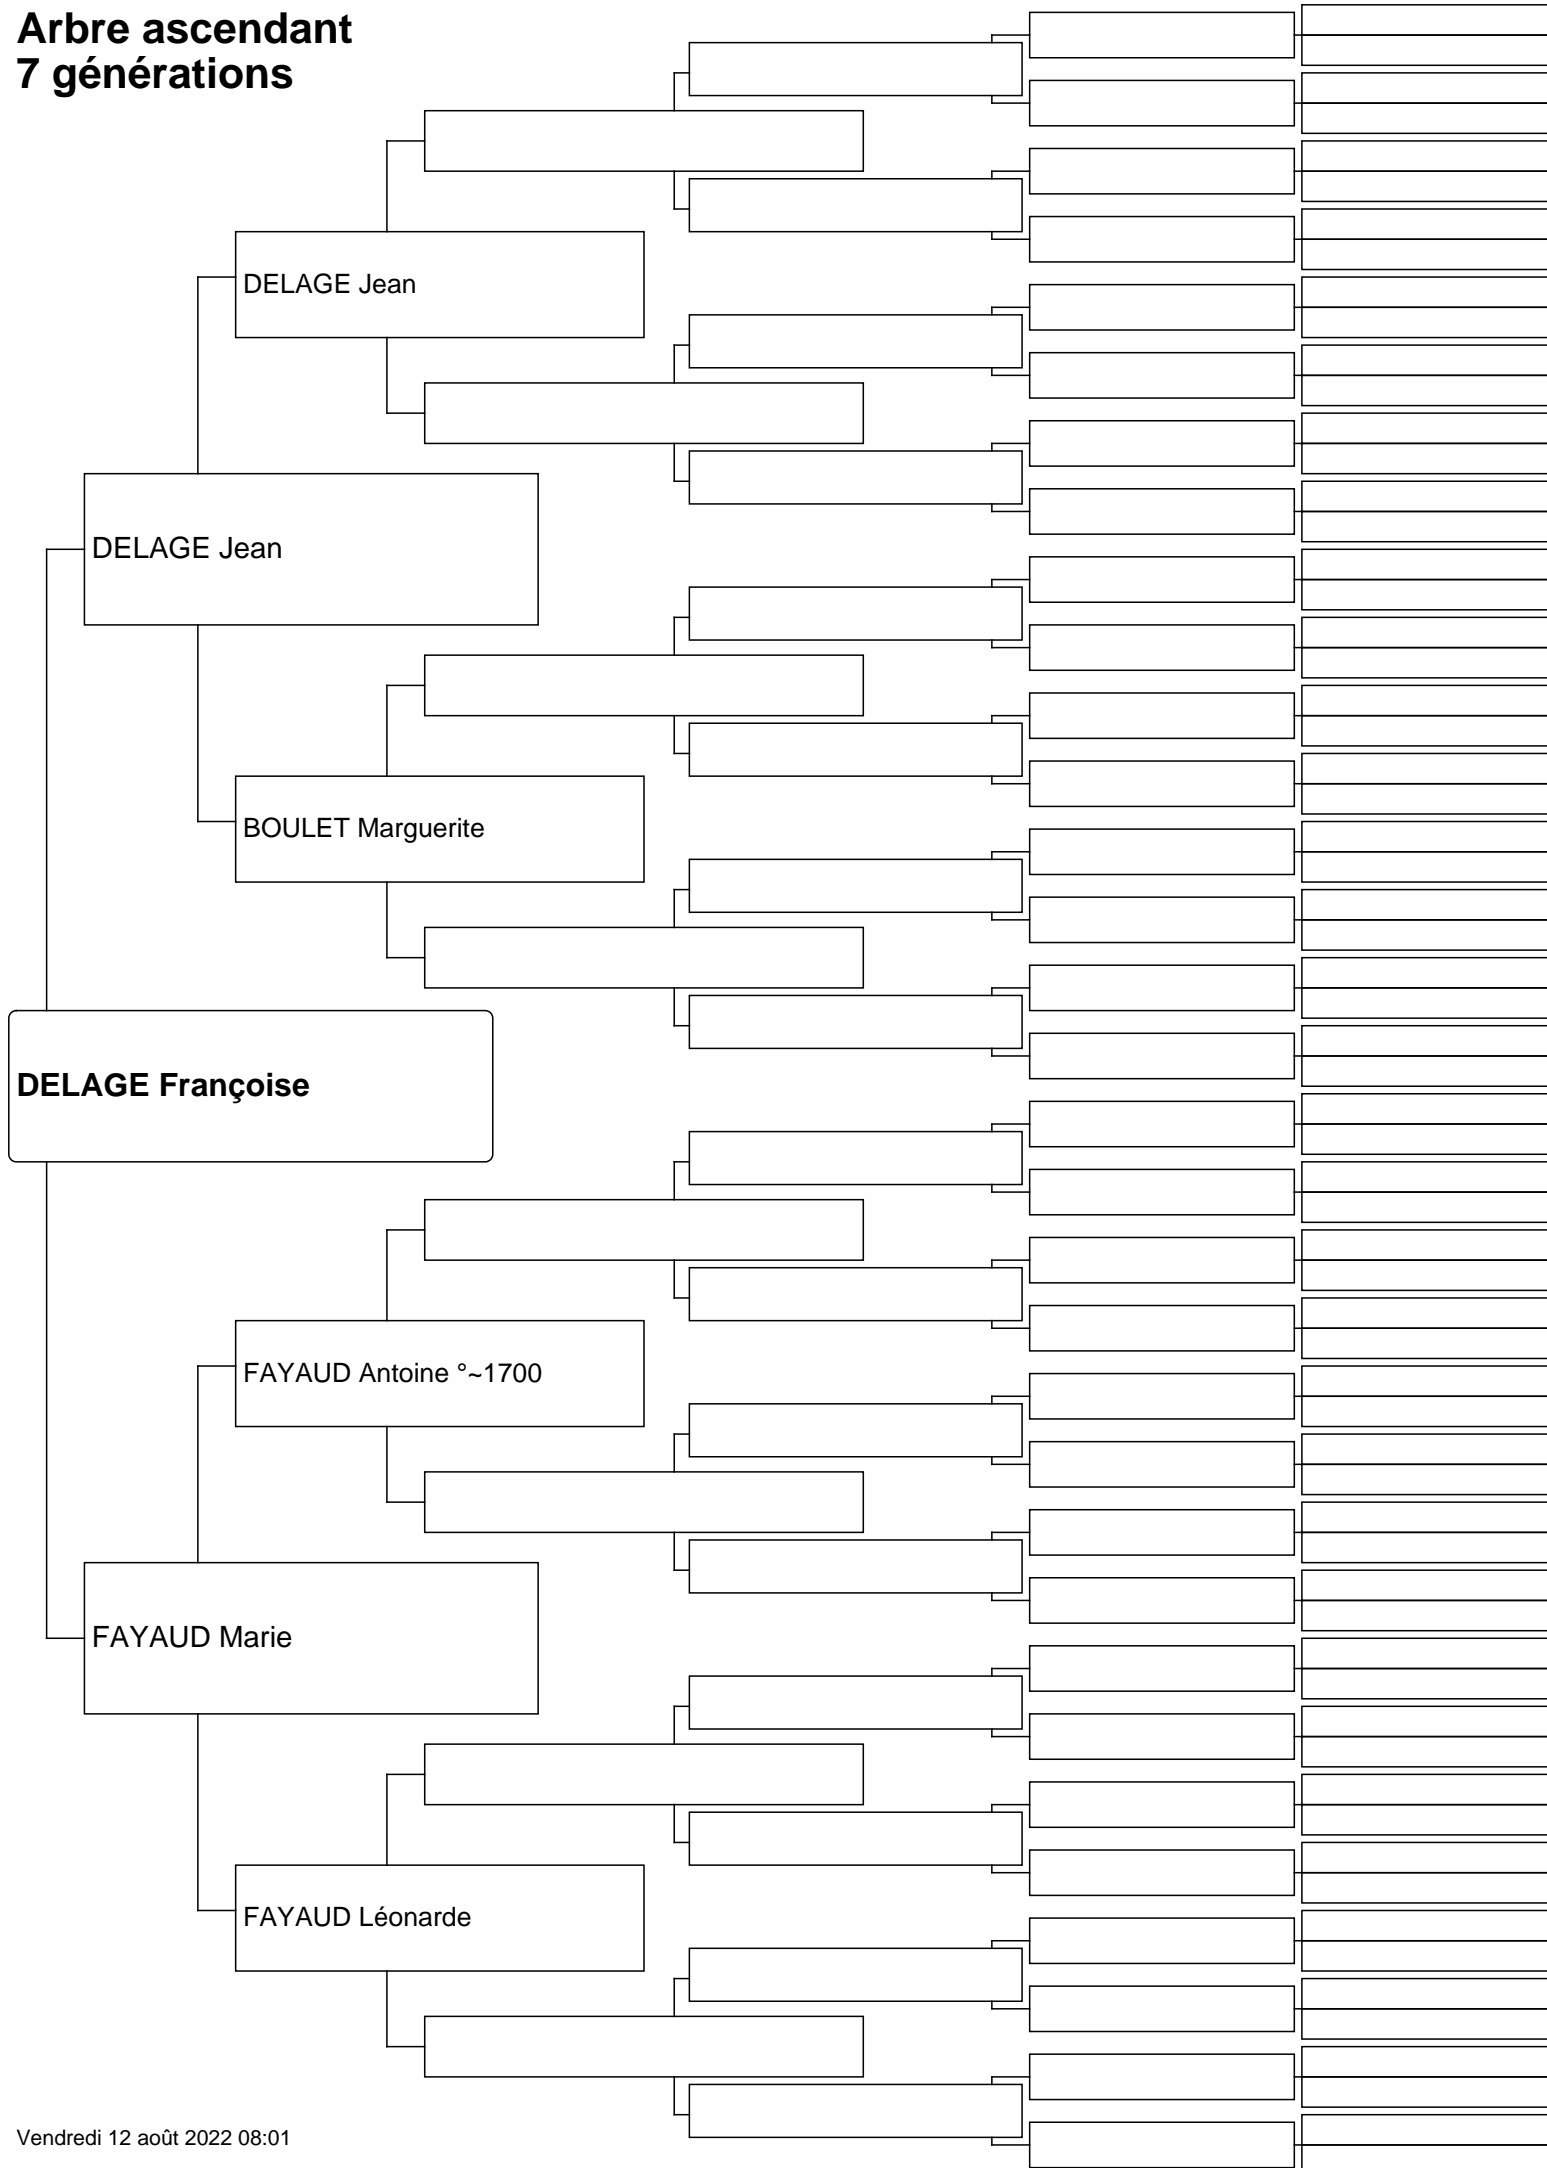 Arbre ascendant
7 générations
DELAGE Jean
DELAGE Jean
BOULET Marguerite
DELAGE Françoise
FAYAUD Antoine °~1700
FAYAUD Marie
FAYAUD Léonarde
Vendredi 12 août 2022 08:01